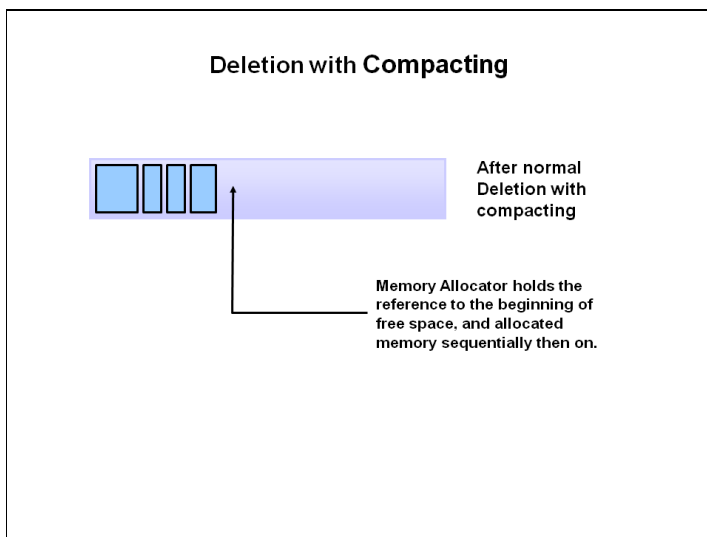 Deletion with Compacting
After normal
Deletion with
compacting
Memory Allocator holds the
reference to the beginning of
free space, and allocated
memory sequentially then on.